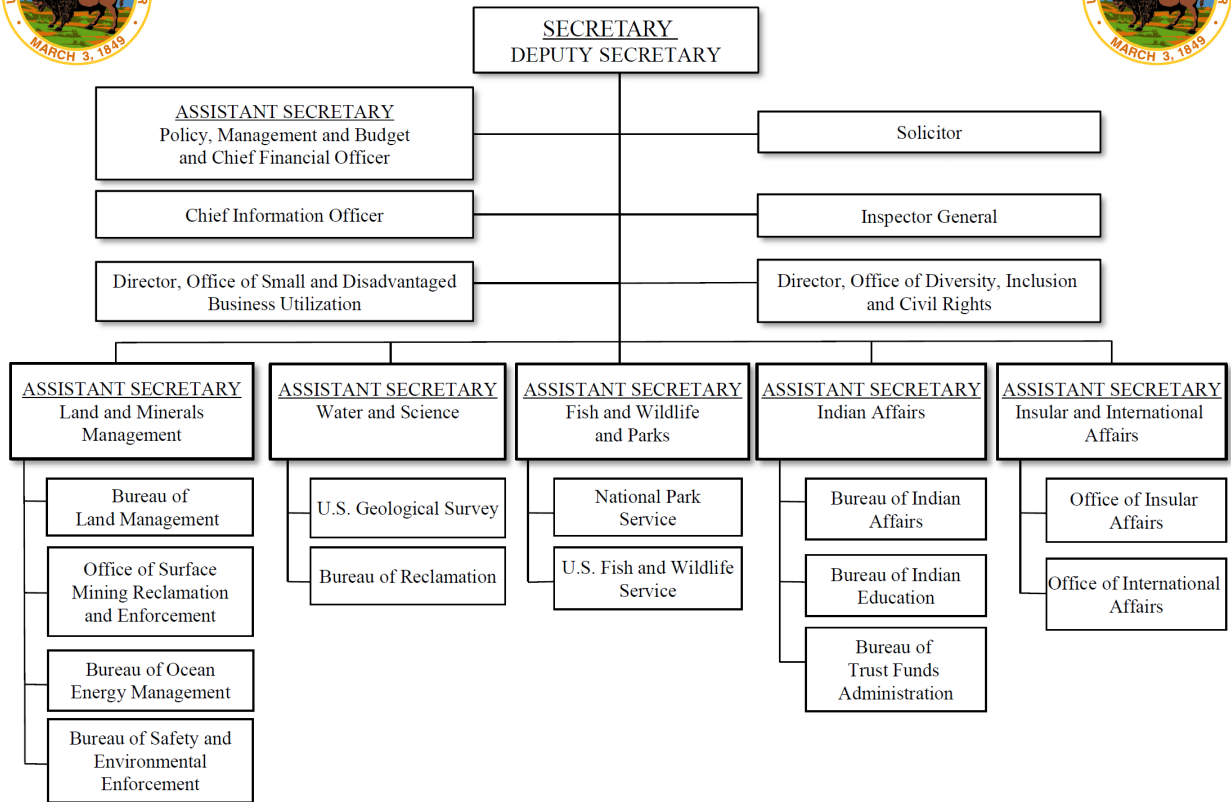 MARCH 3, 1849
MARCH 3, 1849
SECRETARY
DEPUTY SECRETARY
ASSISTANT SECRETARY
Policy, Management and Budget
and Chief Financial Officer
Solicitor
Chief Information Officer
Inspector General
Director, Office of Small and Disadvantaged
Business Utilization
Director, Office of Diversity, Inclusion
and Civil Rights
ASSISTANT SECRETARY
Land and Minerals
Management
ASSISTANT SECRETARY
Water and Science
ASSISTANT SECRETARY
Fish and Wildlife
and Parks
ASSISTANT SECRETARY
Indian Affairs
ASSISTANT SECRETARY
Insular and International
Affairs
Bureau of
Land Management
Office of Surface
Mining Reclamation
and Enforcement
Bureau of Ocean
Energy Management
Bureau of Safety and
Environmental
Enforcement
U.S. Geological Survey
Bureau of Reclamation
National Park
Service
U.S. Fish and Wildlife
Service
Bureau of Indian
Affairs
Bureau of Indian
Education
Bureau of
Trust Funds
Administration
Office of Insular
Affairs
Office of International
Affairs